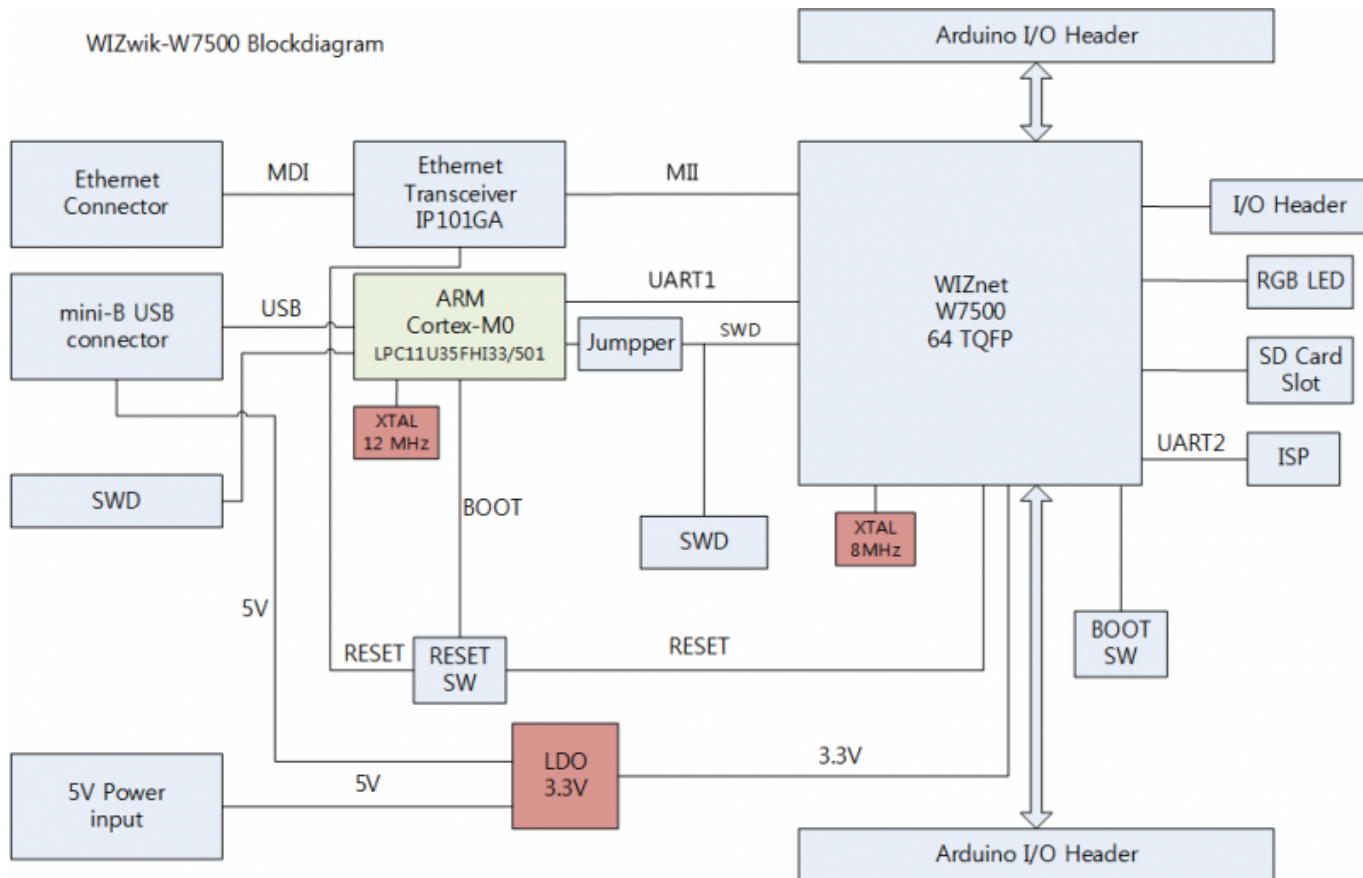 WIZwik-W7500 Blockdiagram
Arduino I/O Header
Ethernet
Connector
MDI
Ethernet
Transceiver
IP101GA
MII
I/O Header
mini-B USB
connector
USB
ARM
Cortex-M0
LPC11U35FHI33/501
UART1
Jumpper
SWD
WIZnet
W7500
64 TQFP
RGB LED
SD Card
Slot
XTAL
12 MHz
UART2
ISP
SWD
BOOT
SWD
XTAL
8MHz
5V
RESET
RESET
SW
RESET
BOOT
SW
5V Power
input
5V
LDO
3.3V
3.3V
Arduino I/O Header